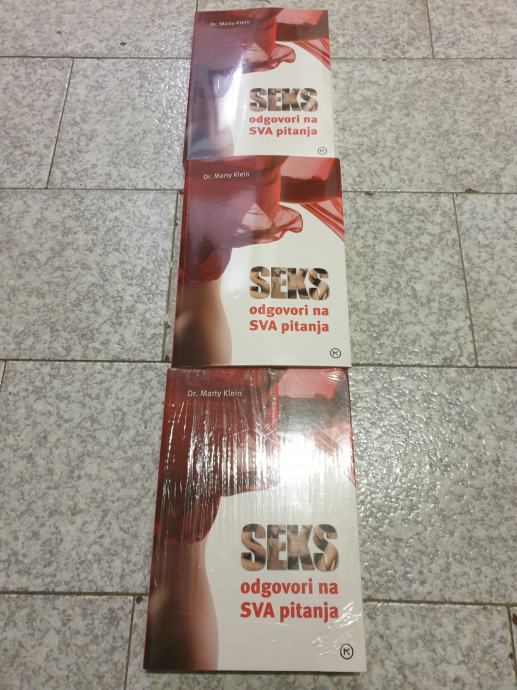 Dr. Marty Klein
SEKS
odgovori na
SVA pitanja
Dr. Marty Klein
SEKS
odgovori na
SVA pitanja
M
Dr. Marty Klein
SEKS
odgovori na
SVA pitanja
M